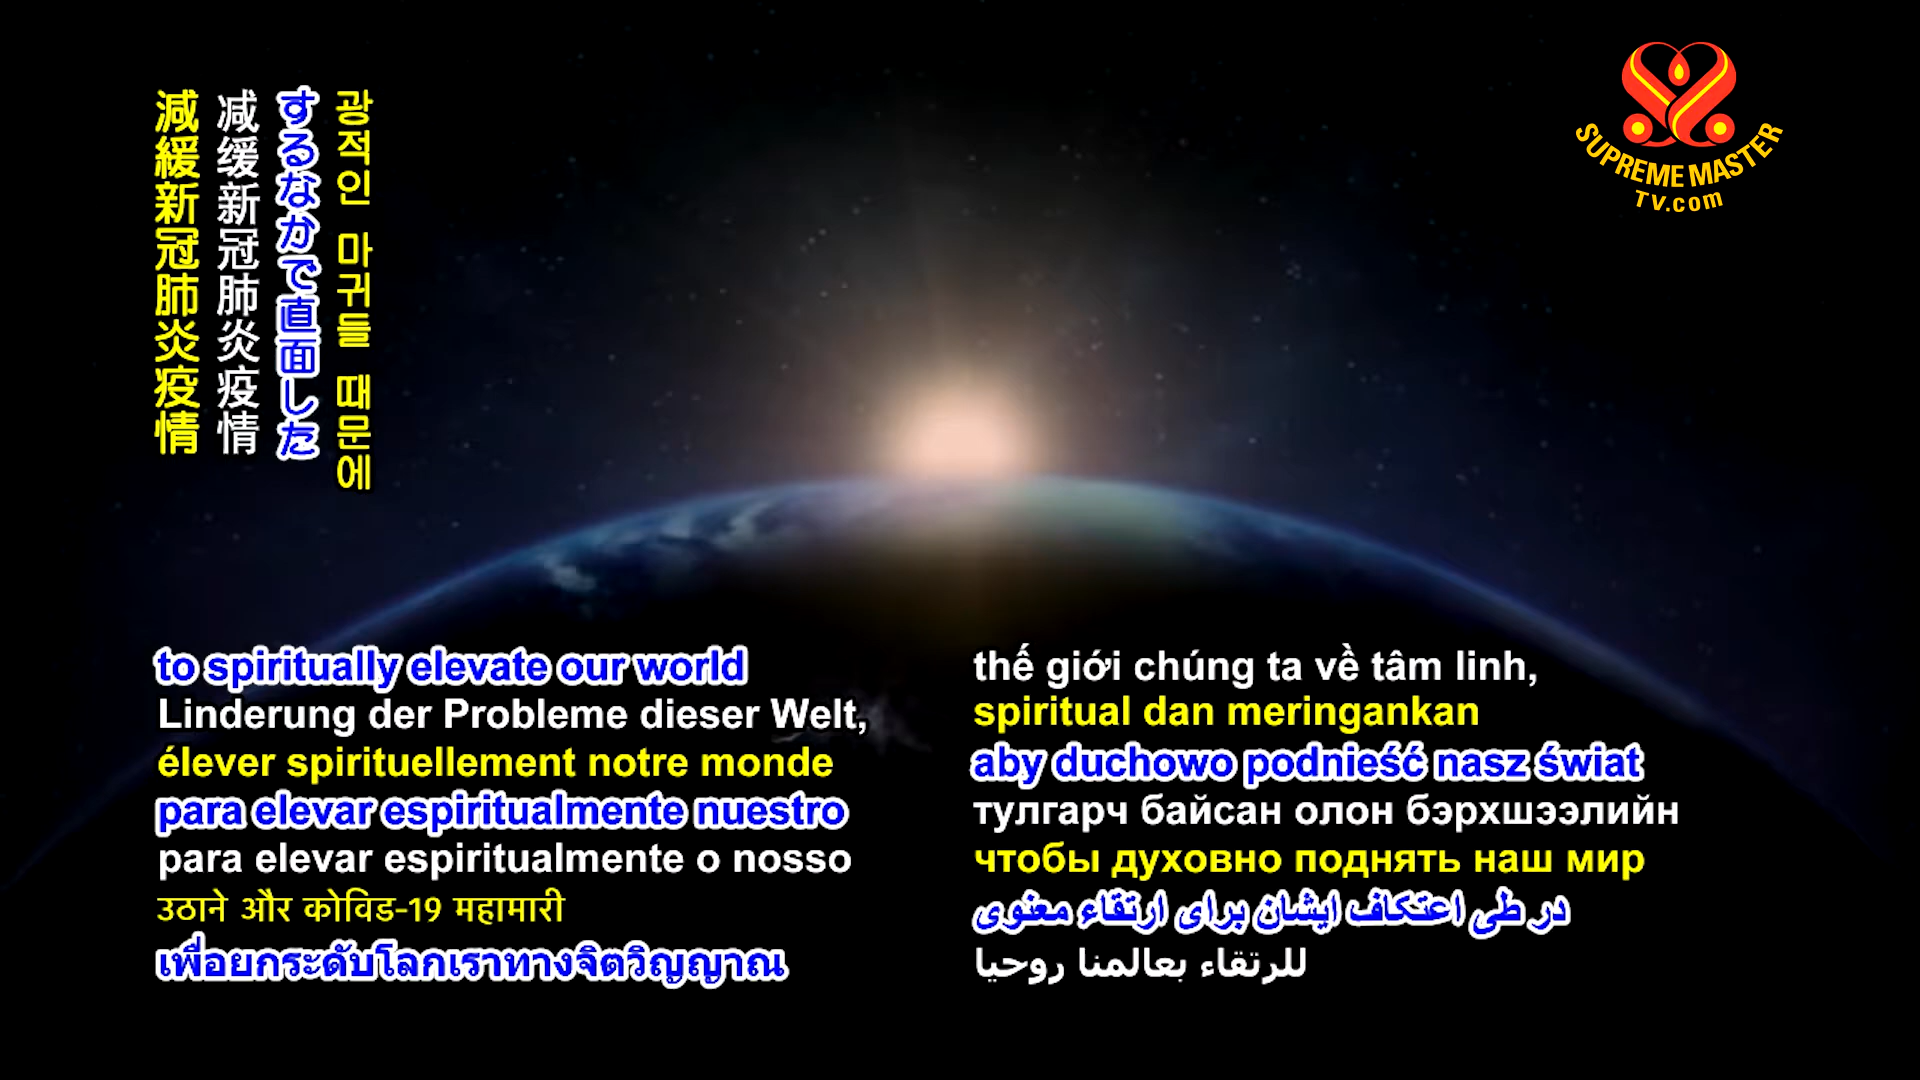 減緩新冠肺炎疫情
减缓新冠肺炎疫情
するなかで直面した
광적인 마귀들 때문에
SUPREME MASTER
TV.com
to spiritually elevate our world
Linderung der Probleme dieser Welt,
élever spirituellement notre monde
para elevar espiritualmente nuestro
para elevar espiritualmente o nosso
उठाने और कोविड-19 महामारी
เพื่อยกระดับโลกเราทางจิตวิญญาณ
thế giới chúng ta về tâm linh,
spiritual dan meringankan
aby duchowo podnieść nasz świat
тулгарч байсан олон бэрхшээлийн
чтобы духовно поднять наш мир
در طی اعتکاف ایشان برای ارتقاء معنوی
للرتقاء بعالمنا روحيا